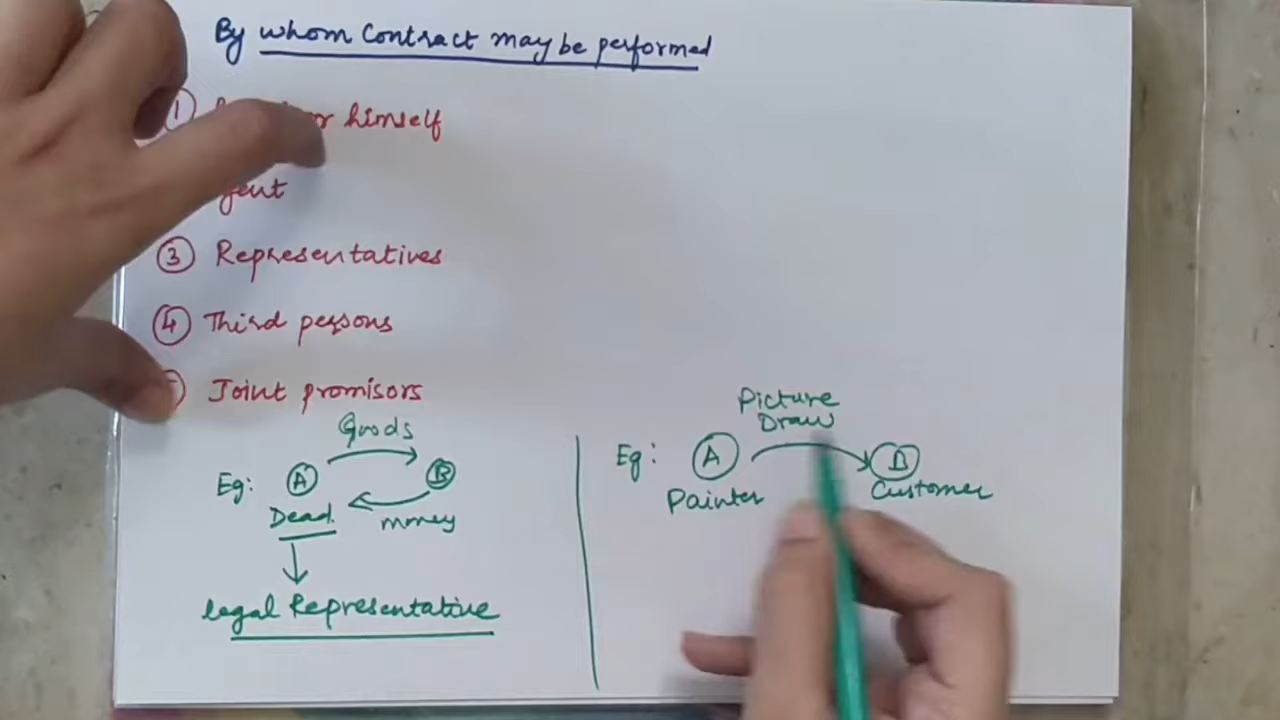 By whom Contract may be performed
1 himself
3 Representatives
4 Third persons
Joint promisors
Goods
Eg: A B
Dead money
legal Representative
Picture
Draw
Eg: A B
Painter Customer